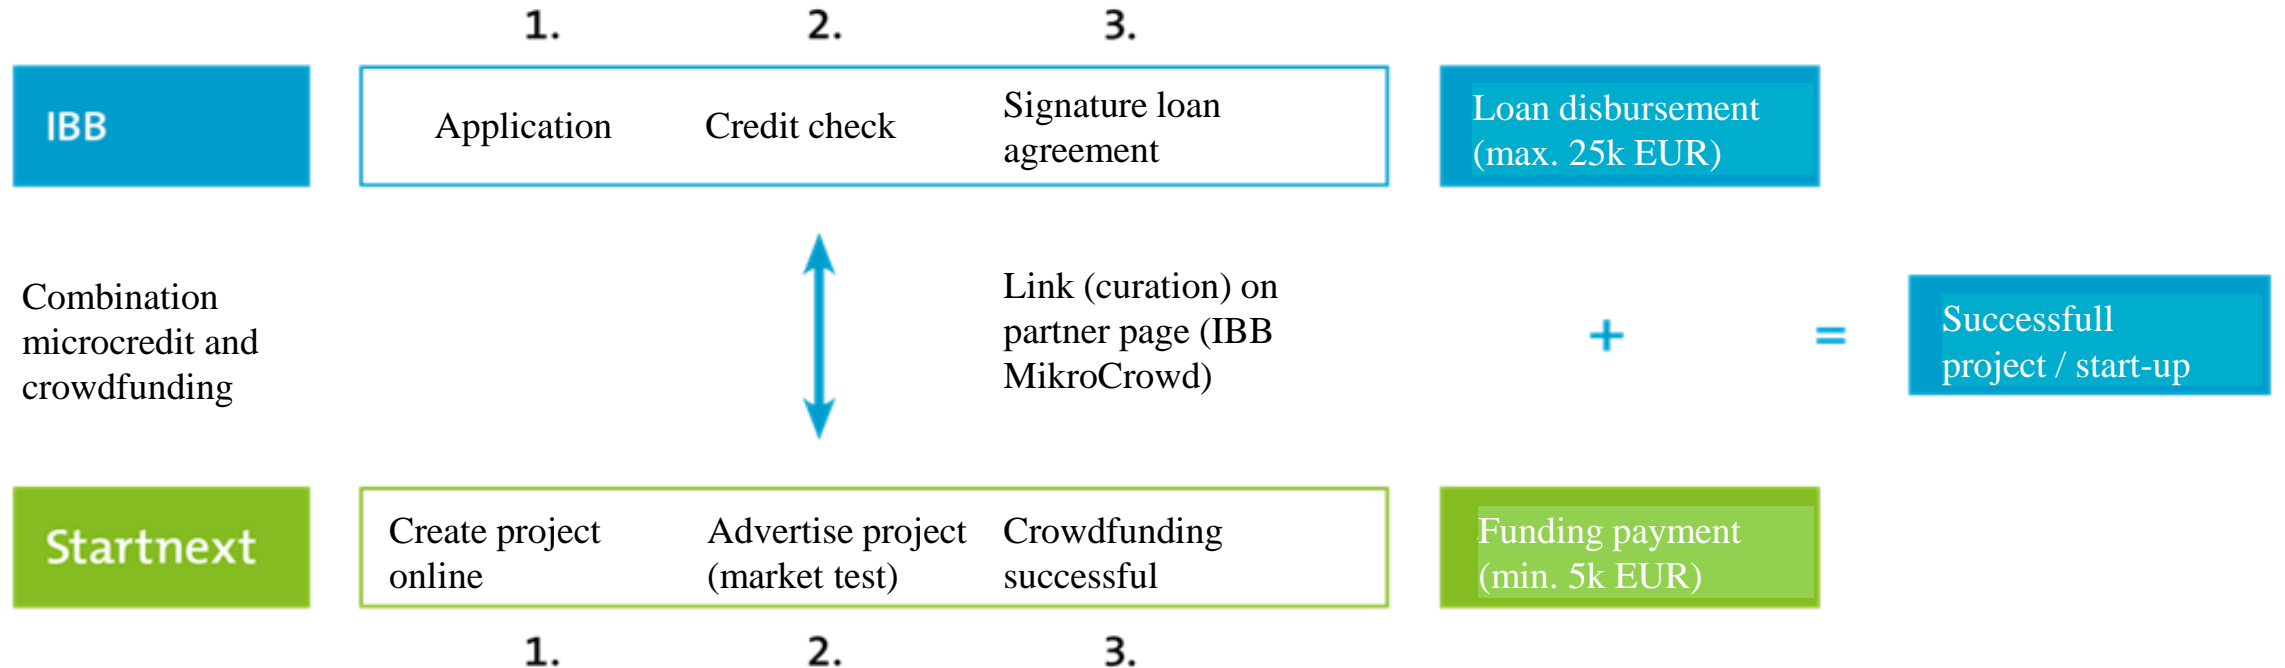 1. 2. 3.
IBB
Application
Credit check
Signature loan
agreement
Loan disbursement
(max. 25k EUR)
Combination
microcredit and
crowdfunding
Link (curation) on
partner page (IBB
MikroCrowd)
+
=
Successfull
project / start-up
Startnext
Create project
online
Advertise project
(market test)
Crowdfunding
successful
Funding payment
(min. 5k EUR)
1. 2. 3.